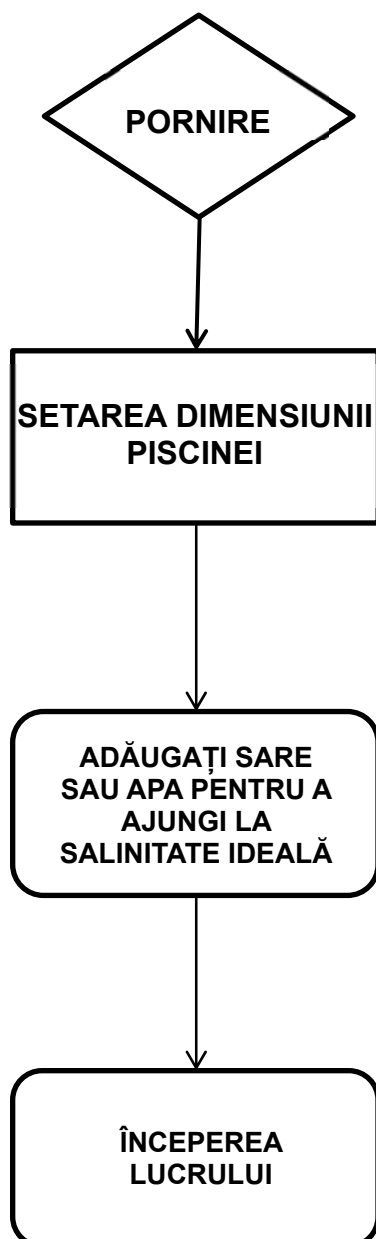 PORNIRE
SETAREA DIMENSIUNII
PISCINEI
ADĂUGAȚI SARE
SAU APA PENTRU A
AJUNGI LA
SALINITATE IDEALĂ
ÎNCEPEREA
LUCRULUI